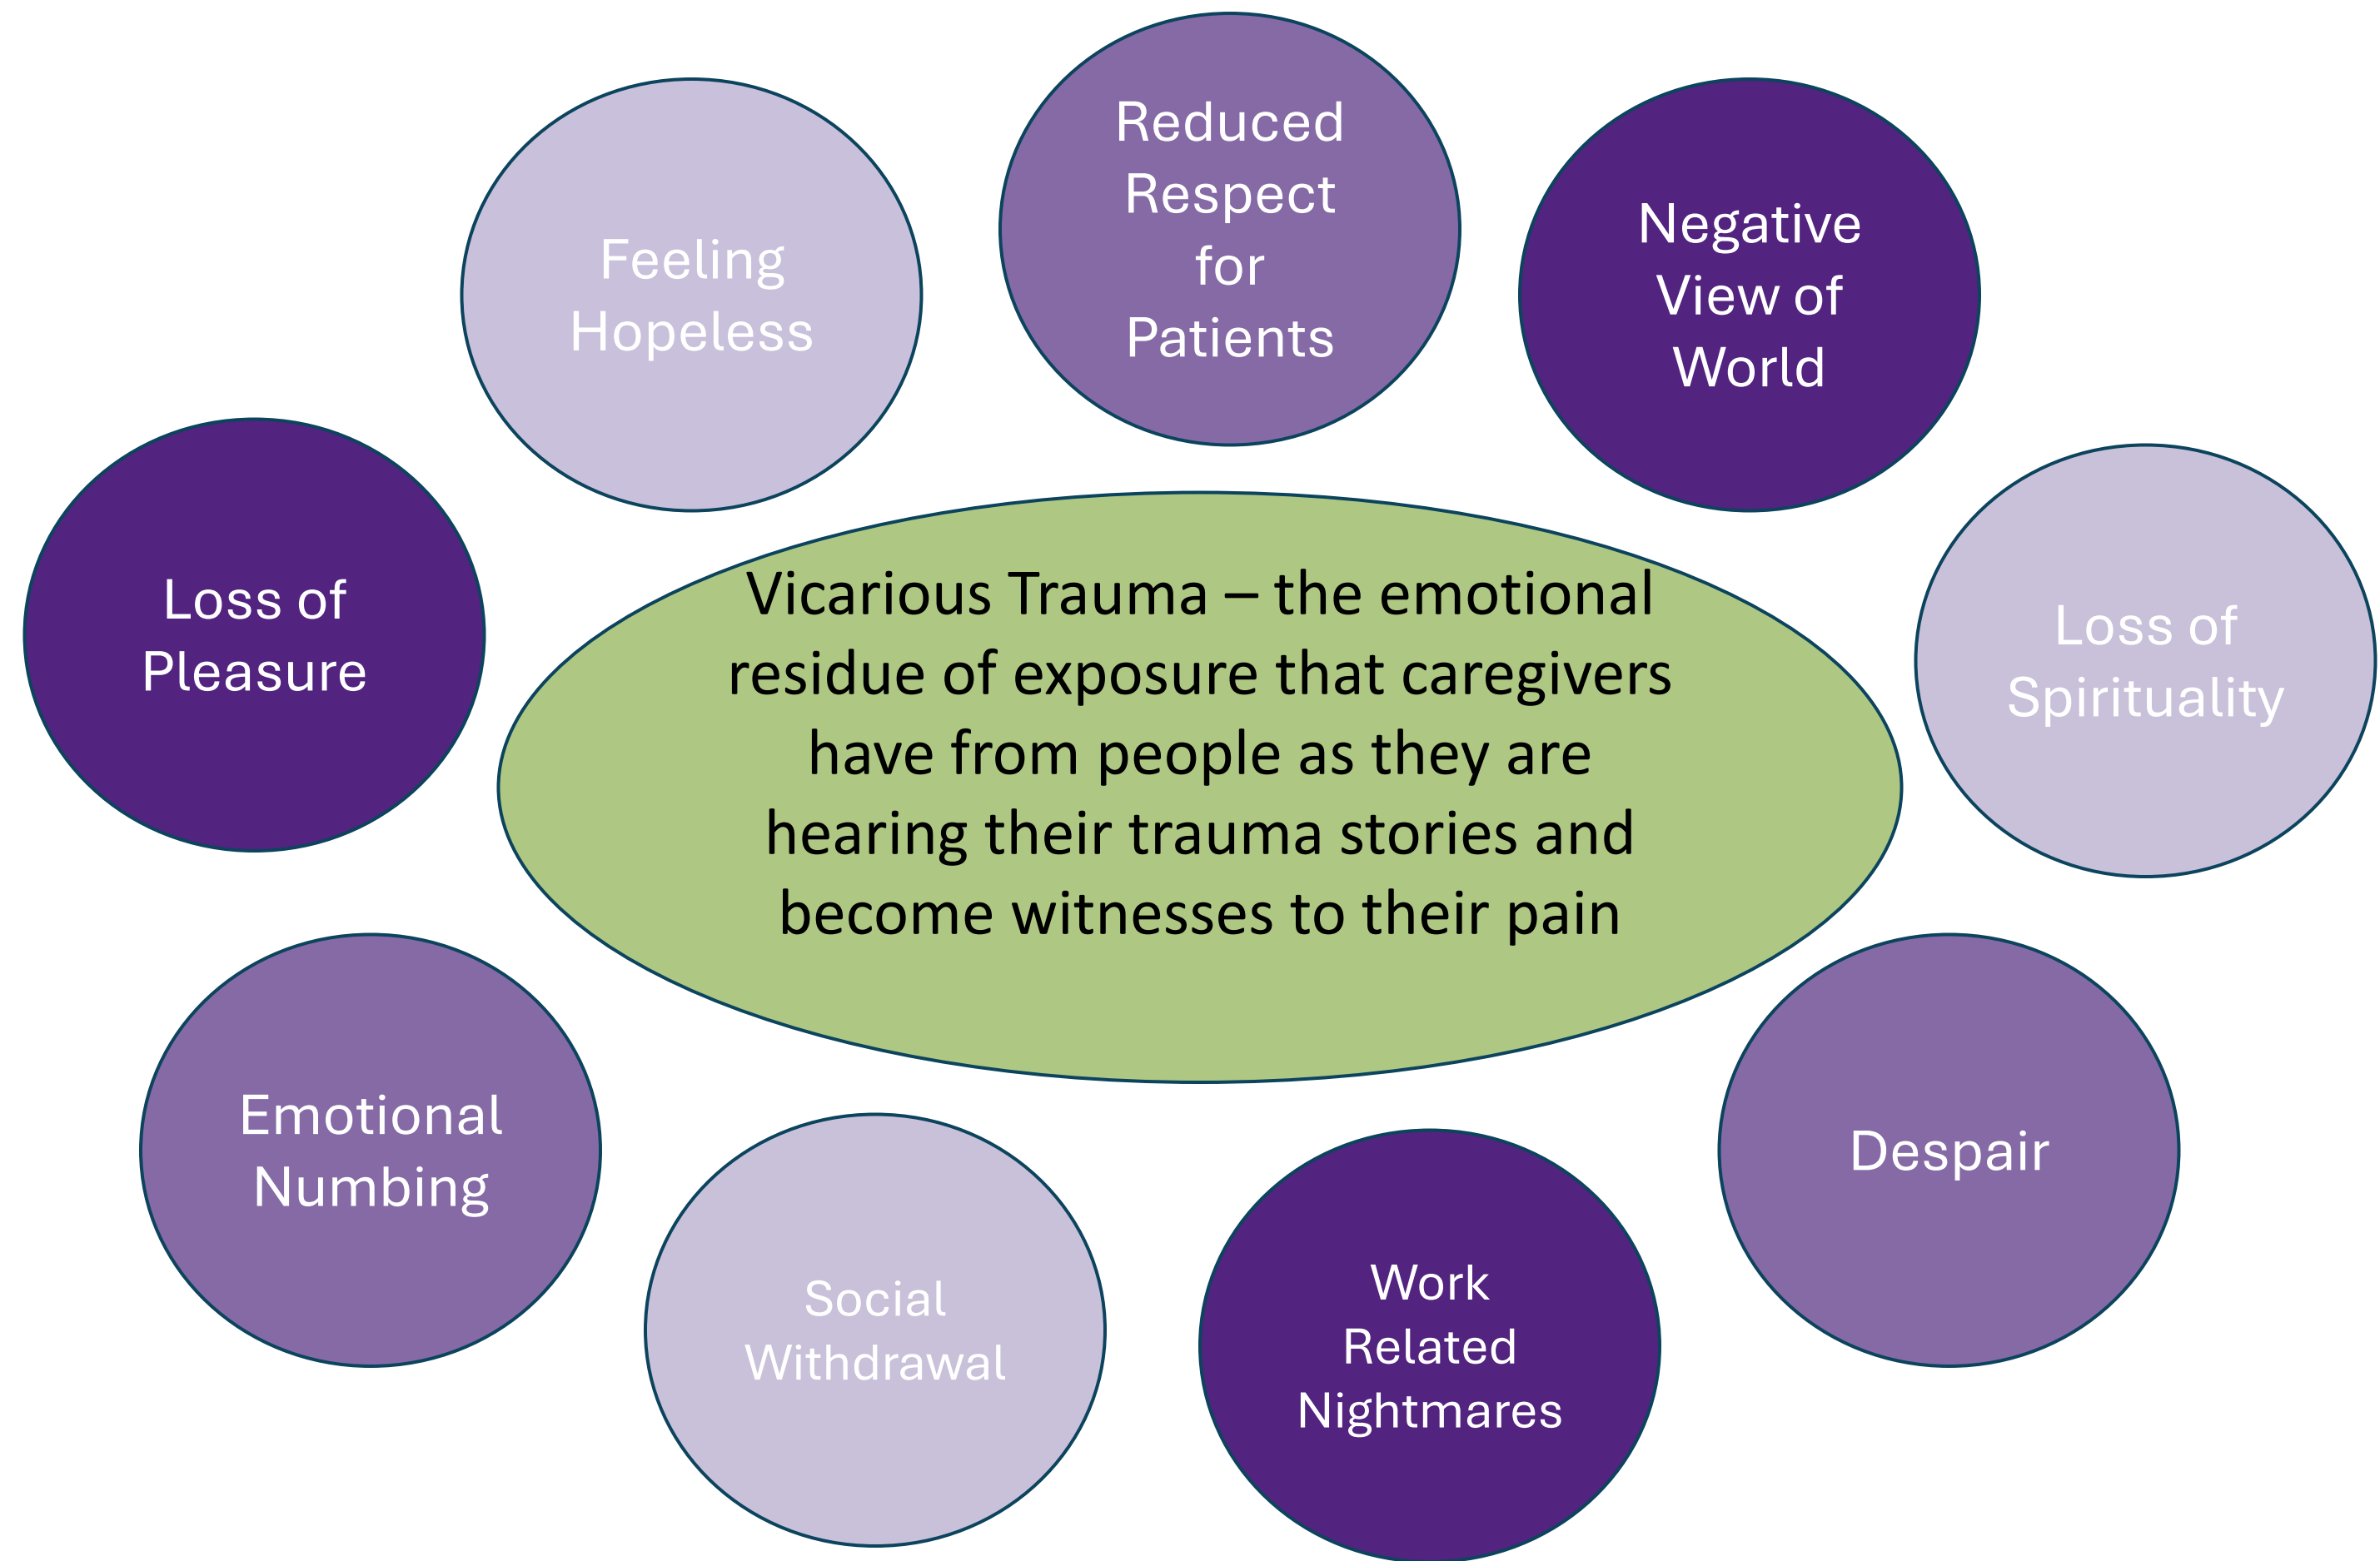 Reduced
Respect
for
Patients
Feeling
Hopeless
Negative
View of
World
Loss of
Pleasure
Vicarious Trauma – the emotional
residue of exposure that caregivers
have from people as they are
hearing their trauma stories and
become witnesses to their pain
Loss of
Spirituality
Emotional
Numbing
Despair
Social
Withdrawal
Work
Related
Nightmares